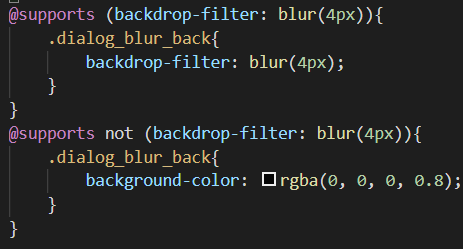 @supports (backdrop-filter: blur(4px)){
    .dialog_blur_back{
        backdrop-filter: blur(4px);
    }
}
@supports not (backdrop-filter: blur(4px)){
    .dialog_blur_back{
        background-color: rgba(0, 0, 0, 0.8);
    }
}